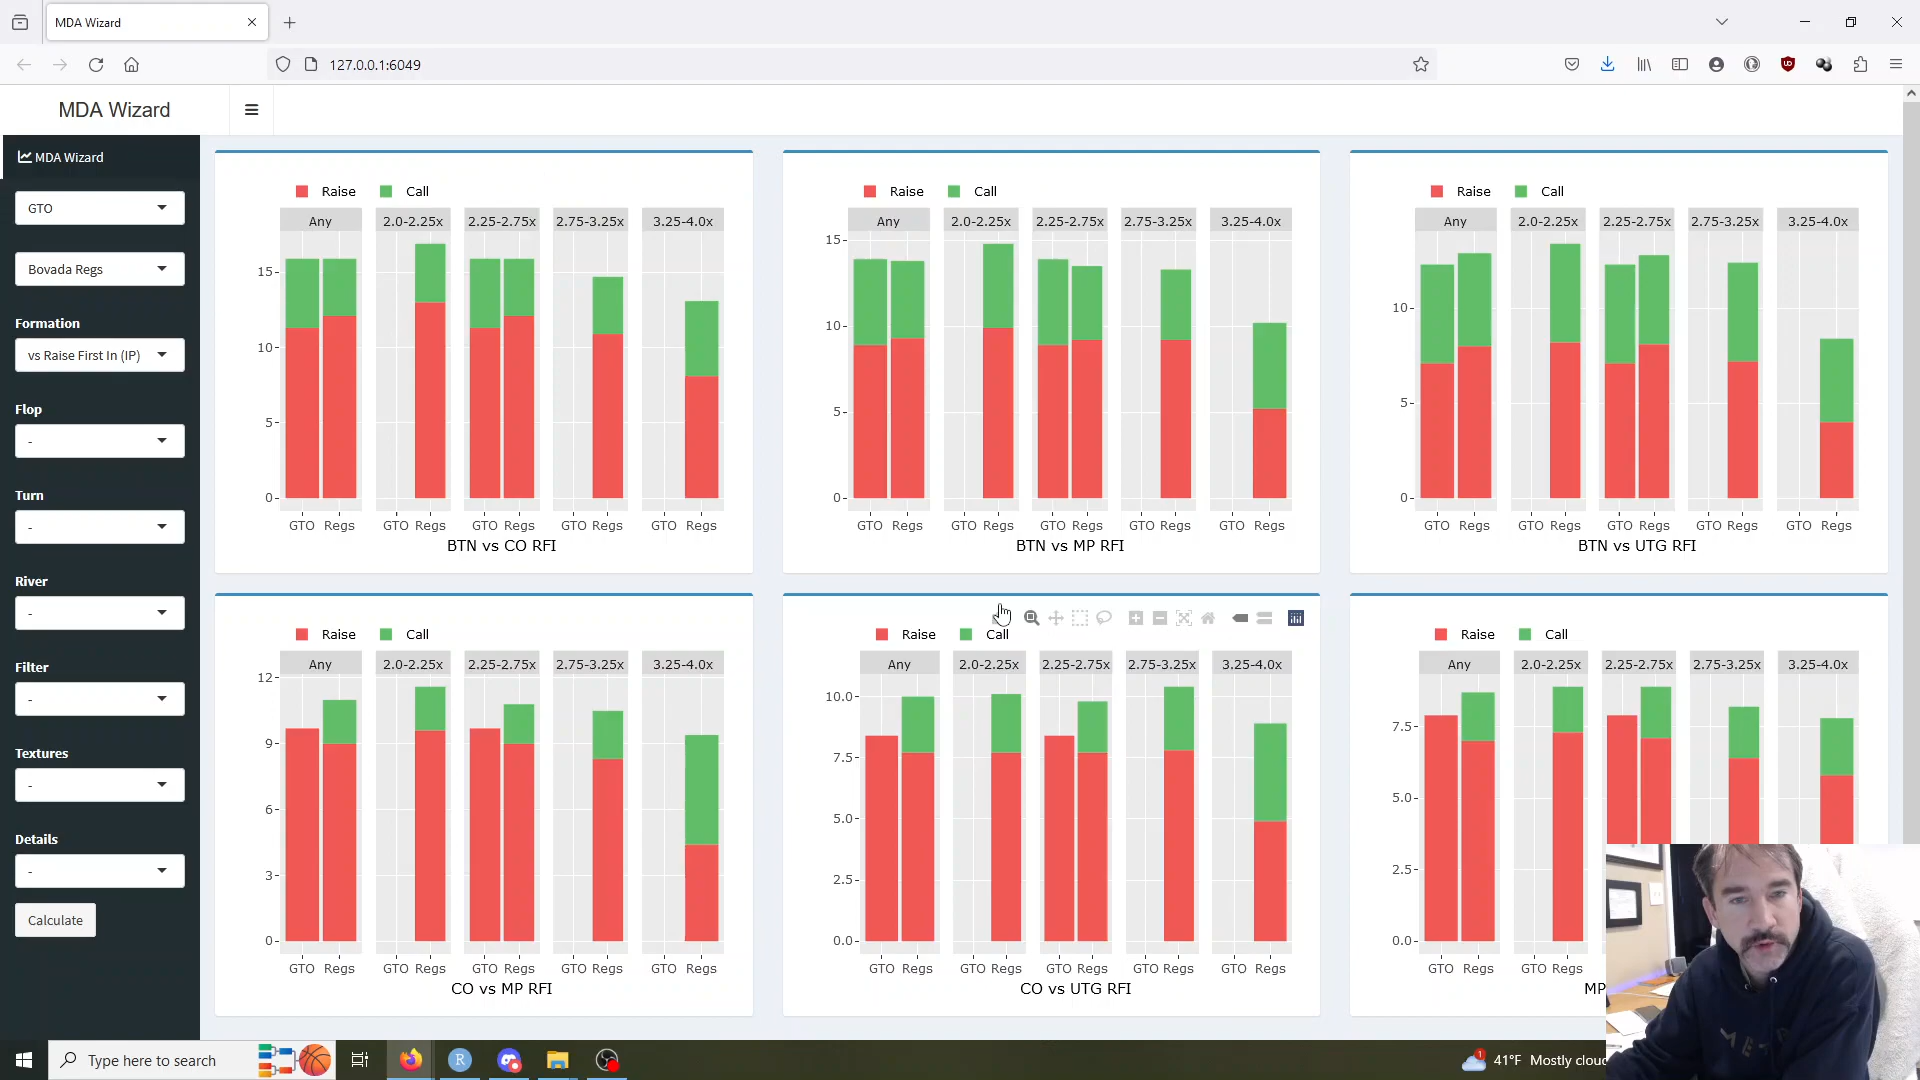 MDA Wizard
127.0.0.1:6049
MDA Wizard
MDA Wizard
GTO
Bovada Regs
Formation
vs Raise First In (IP)
Flop
-
Turn
-
River
-
Filter
-
Textures
-
Details
-
Calculate
Raise Call
Any 2.0-2.25x 2.25-2.75x 2.75-3.25x 3.25-4.0x
15
10
5
0
GTO Regs GTO Regs GTO Regs GTO Regs GTO Regs
BTN vs CO RFI
Raise Call
Any 2.0-2.25x 2.25-2.75x 2.75-3.25x 3.25-4.0x
15
10
5
0
GTO Regs GTO Regs GTO Regs GTO Regs GTO Regs
BTN vs MP RFI
Raise Call
Any 2.0-2.25x 2.25-2.75x 2.75-3.25x 3.25-4.0x
10
5
0
GTO Regs GTO Regs GTO Regs GTO Regs GTO Regs
BTN vs UTG RFI
Raise Call
Any 2.0-2.25x 2.25-2.75x 2.75-3.25x 3.25-4.0x
12
9
6
3
0
GTO Regs GTO Regs GTO Regs GTO Regs GTO Regs
CO vs MP RFI
Raise Call
Any 2.0-2.25x 2.25-2.75x 2.75-3.25x 3.25-4.0x
10.0
7.5
5.0
2.5
0.0
GTO Regs GTO Regs GTO Regs GTO Regs GTO Regs
CO vs UTG RFI
Raise Call
Any 2.0-2.25x 2.25-2.75x 2.75-3.25x 3.25-4.0x
7.5
5.0
2.5
0.0
GTO Regs GTO
MP
Type here to search
R
1
41°F Mostly